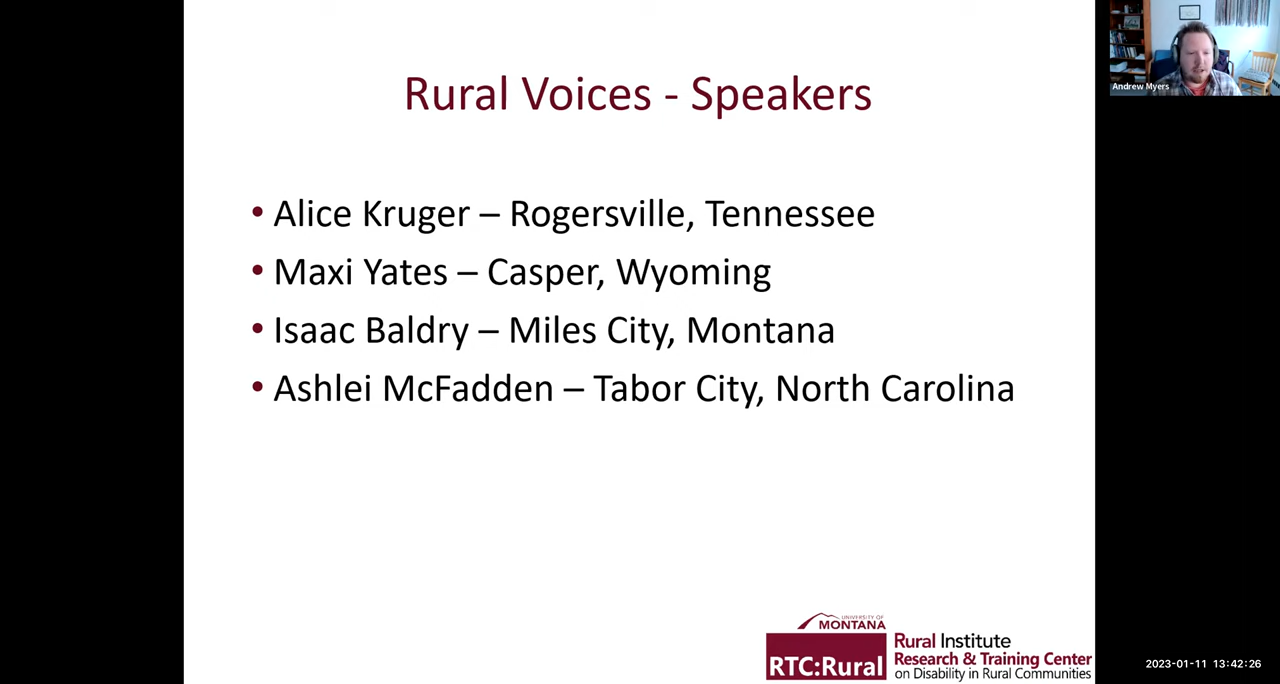 Rural Voices - Speakers
• Alice Kruger – Rogersville, Tennessee
• Maxi Yates – Casper, Wyoming
• Isaac Baldry – Miles City, Montana
• Ashlei McFadden – Tabor City, North Carolina
Andrew Myers
UNIVERSITY OF
MONTANA
RTC:Rural
Rural Institute
Research & Training Center
on Disability in Rural Communities
2023-01-11 13:42:26